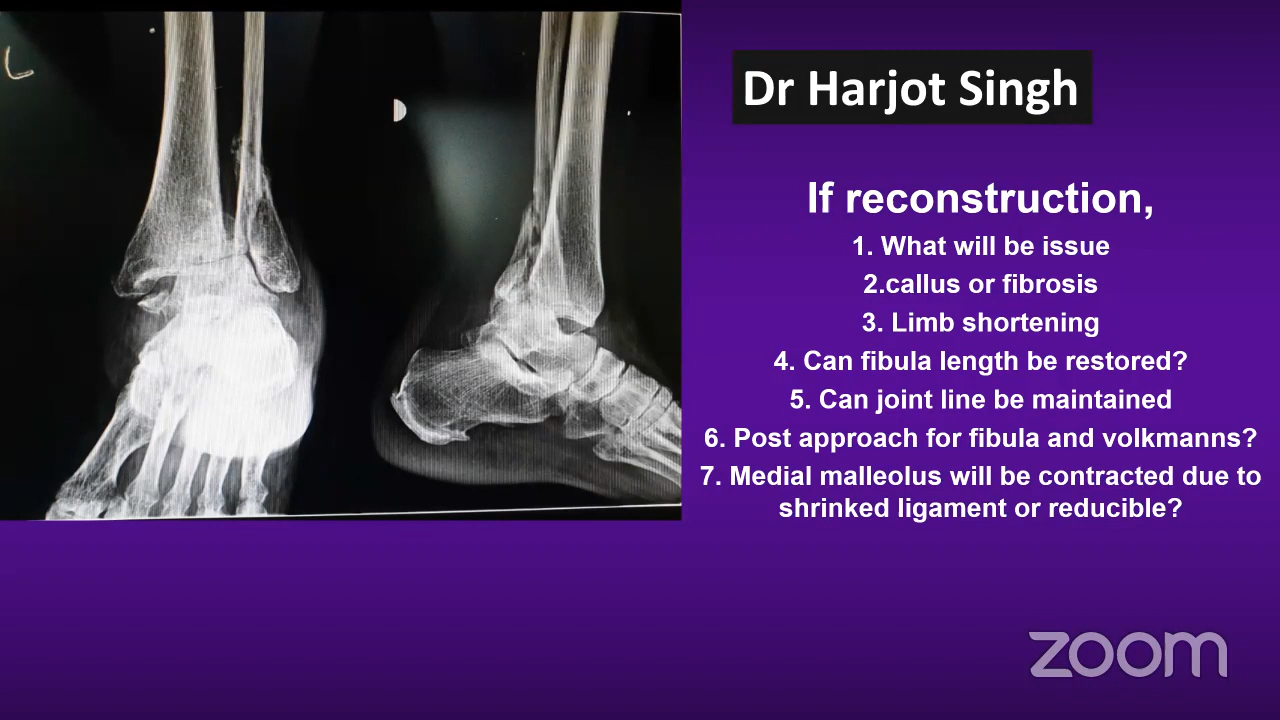 L
Dr Harjot Singh
If reconstruction,
1. What will be issue
2.callus or fibrosis
3. Limb shortening
4. Can fibula length be restored?
5. Can joint line be maintained
6. Post approach for fibula and volkmanns?
7. Medial malleolus will be contracted due to
shrinked ligament or reducible?
zoom